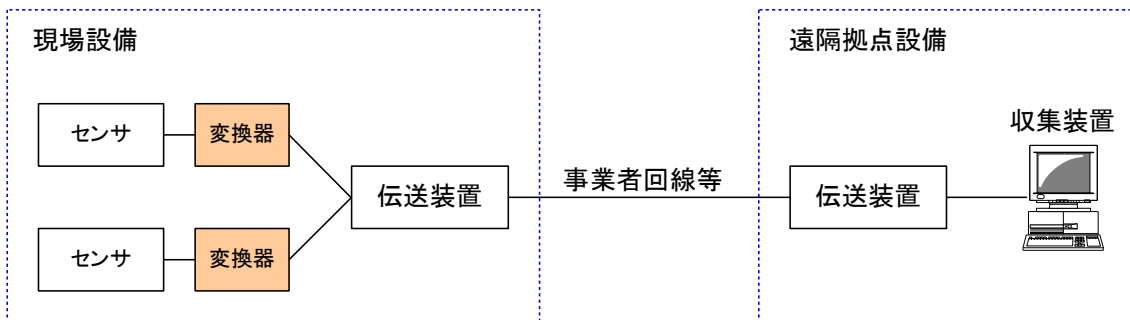 現場設備
遠隔拠点設備
センサ
変換器
収集装置
伝送装置
事業者回線等
伝送装置
センサ
変換器